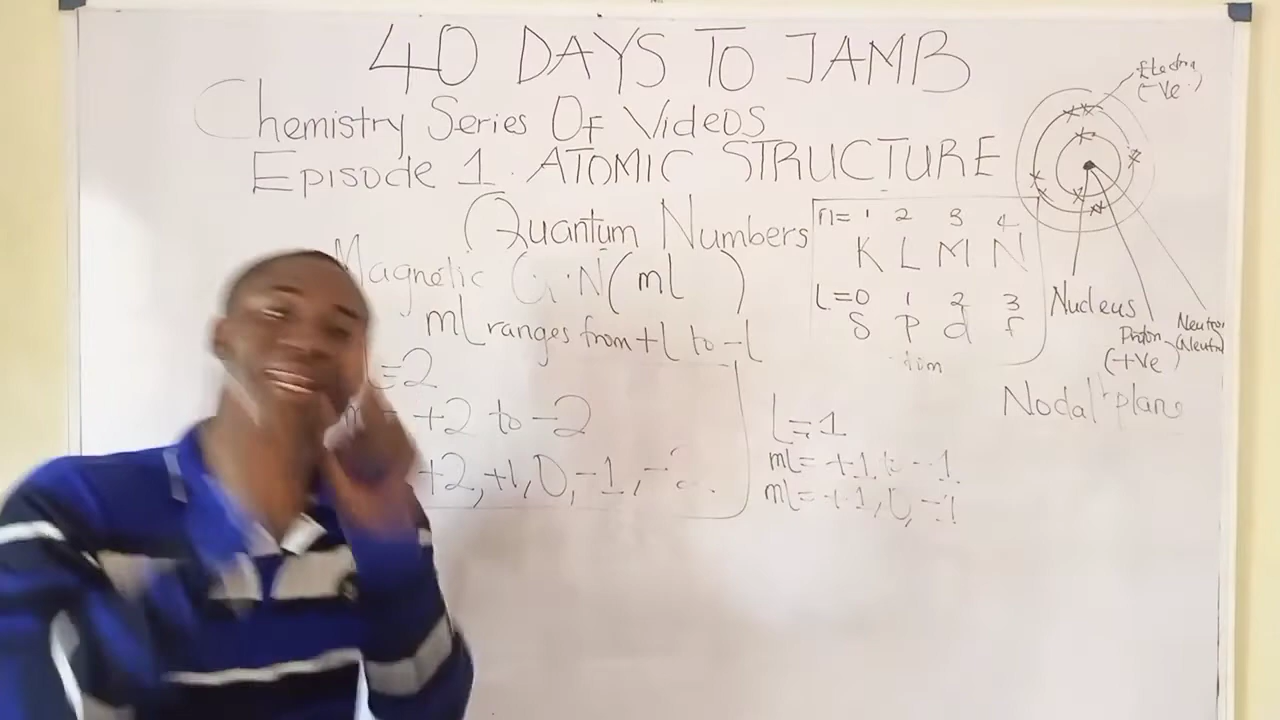 40 DAYS TO JAMB
Chemistry Series Of Videos
Episode 1. ATOMIC STRUCTURE
Quantum Numbers
Magnetic Q.N (ml )
ml ranges from +l to -l
=2
+2 to -2
+2, +1, 0, -1, -2.
n= 1 2 3 4
K L M N
L=0 1 2 3
S P d f
L=1
ml= +1 to -1
ml= +1, 0, -1
(-Ve)
Nucleus
Proton
(+Ve)
Nodal plane